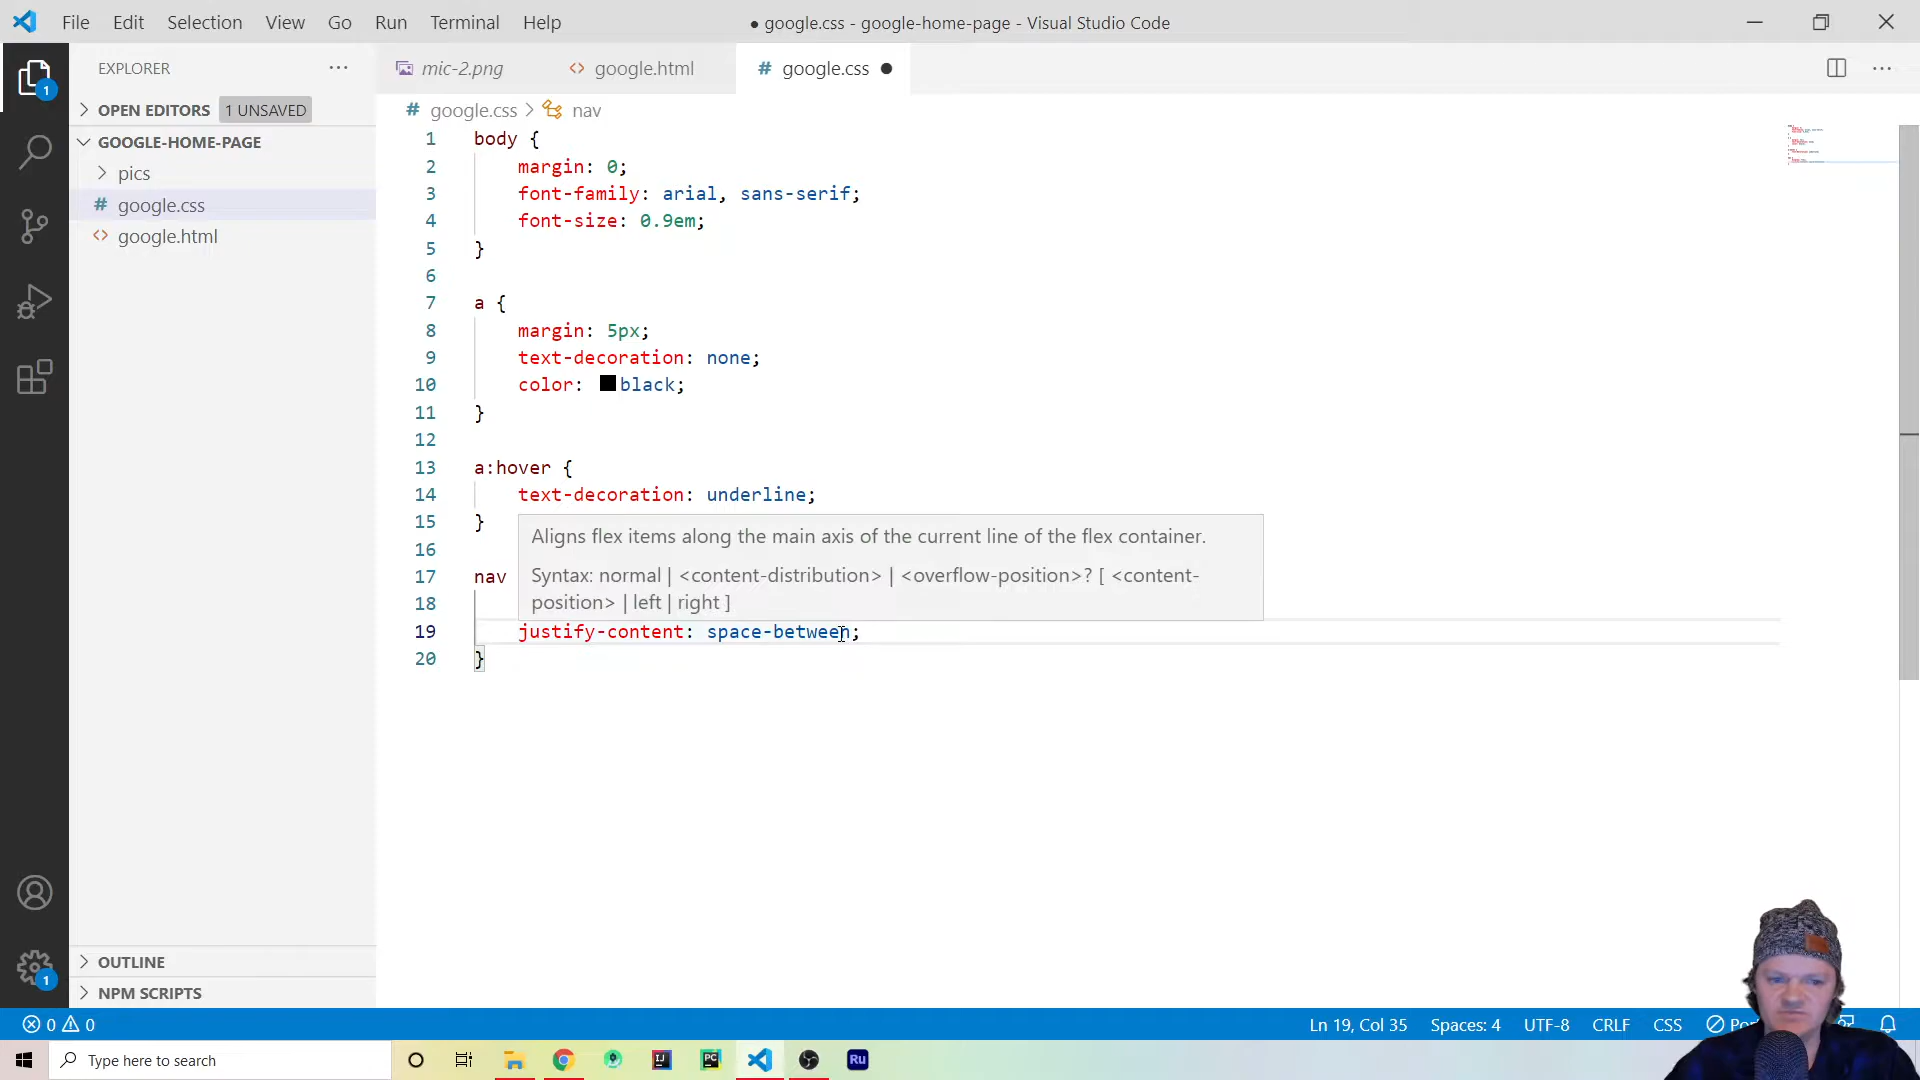 File Edit Selection View Go Run Terminal Help ● google.css - google-home-page - Visual Studio Code
EXPLORER
mic-2.png
google.html
google.css ●
OPEN EDITORS 1 UNSAVED
google.css > nav
GOOGLE-HOME-PAGE
pics
google.css
google.html
1 body {
2 margin: 0;
3 font-family: arial, sans-serif;
4 font-size: 0.9em;
5 }
6
7 a {
8 margin: 5px;
9 text-decoration: none;
10 color: black;
11 }
12
13 a:hover {
14 text-decoration: underline;
15 }
16
Aligns flex items along the main axis of the current line of the flex container.
Syntax: normal | <content-distribution> | <overflow-position>? [ <content-
position> | left | right ]
17 nav
18
19 justify-content: space-between;
20 }
OUTLINE
NPM SCRIPTS
1
1
0 0
Ln 19, Col 35 Spaces: 4 UTF-8 CRLF CSS
Type here to search
IJ PC Ru